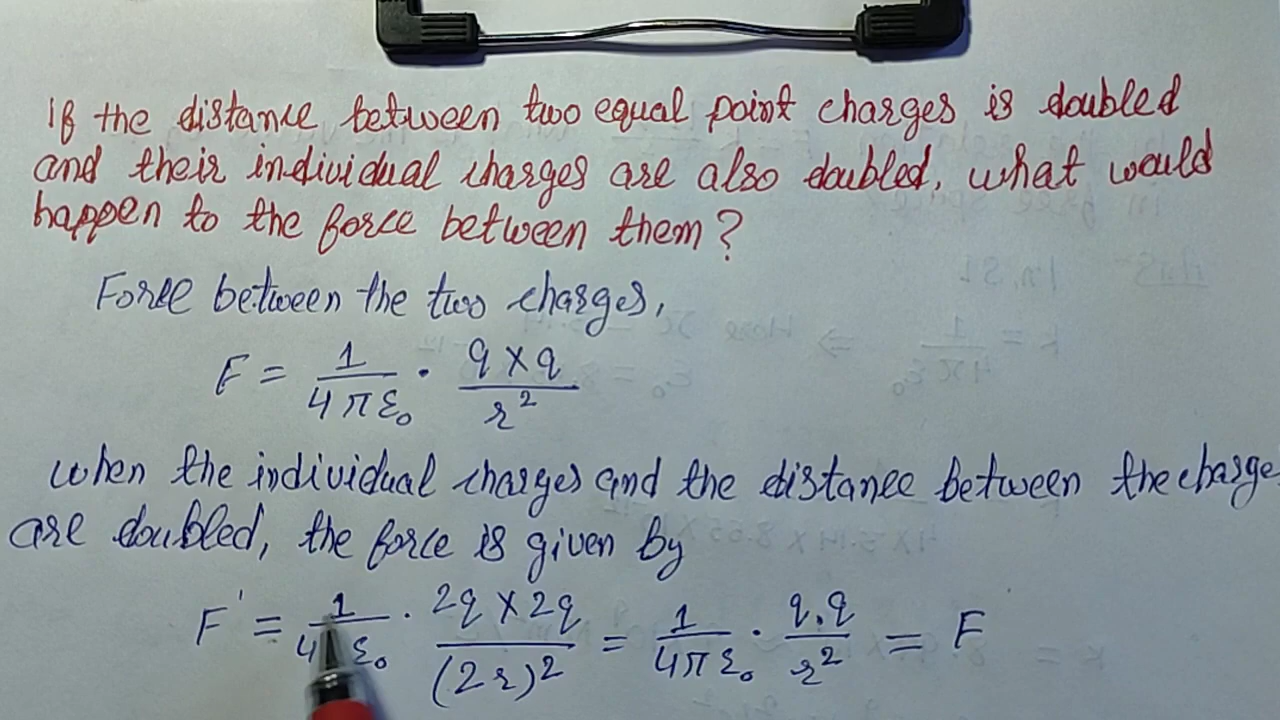 If the distance between two equal point charges is doubled
and their individual charges are also doubled, what would
happen to the force between them?
Force between the two charges,
F = 1/4πε₀ · q×q/r²
When the individual charges and the distance between the charge
are doubled, the force is given by
F' = 1/4πε₀ · 2q×2q/(2r)² = 1/4πε₀ · q.q/r² = F